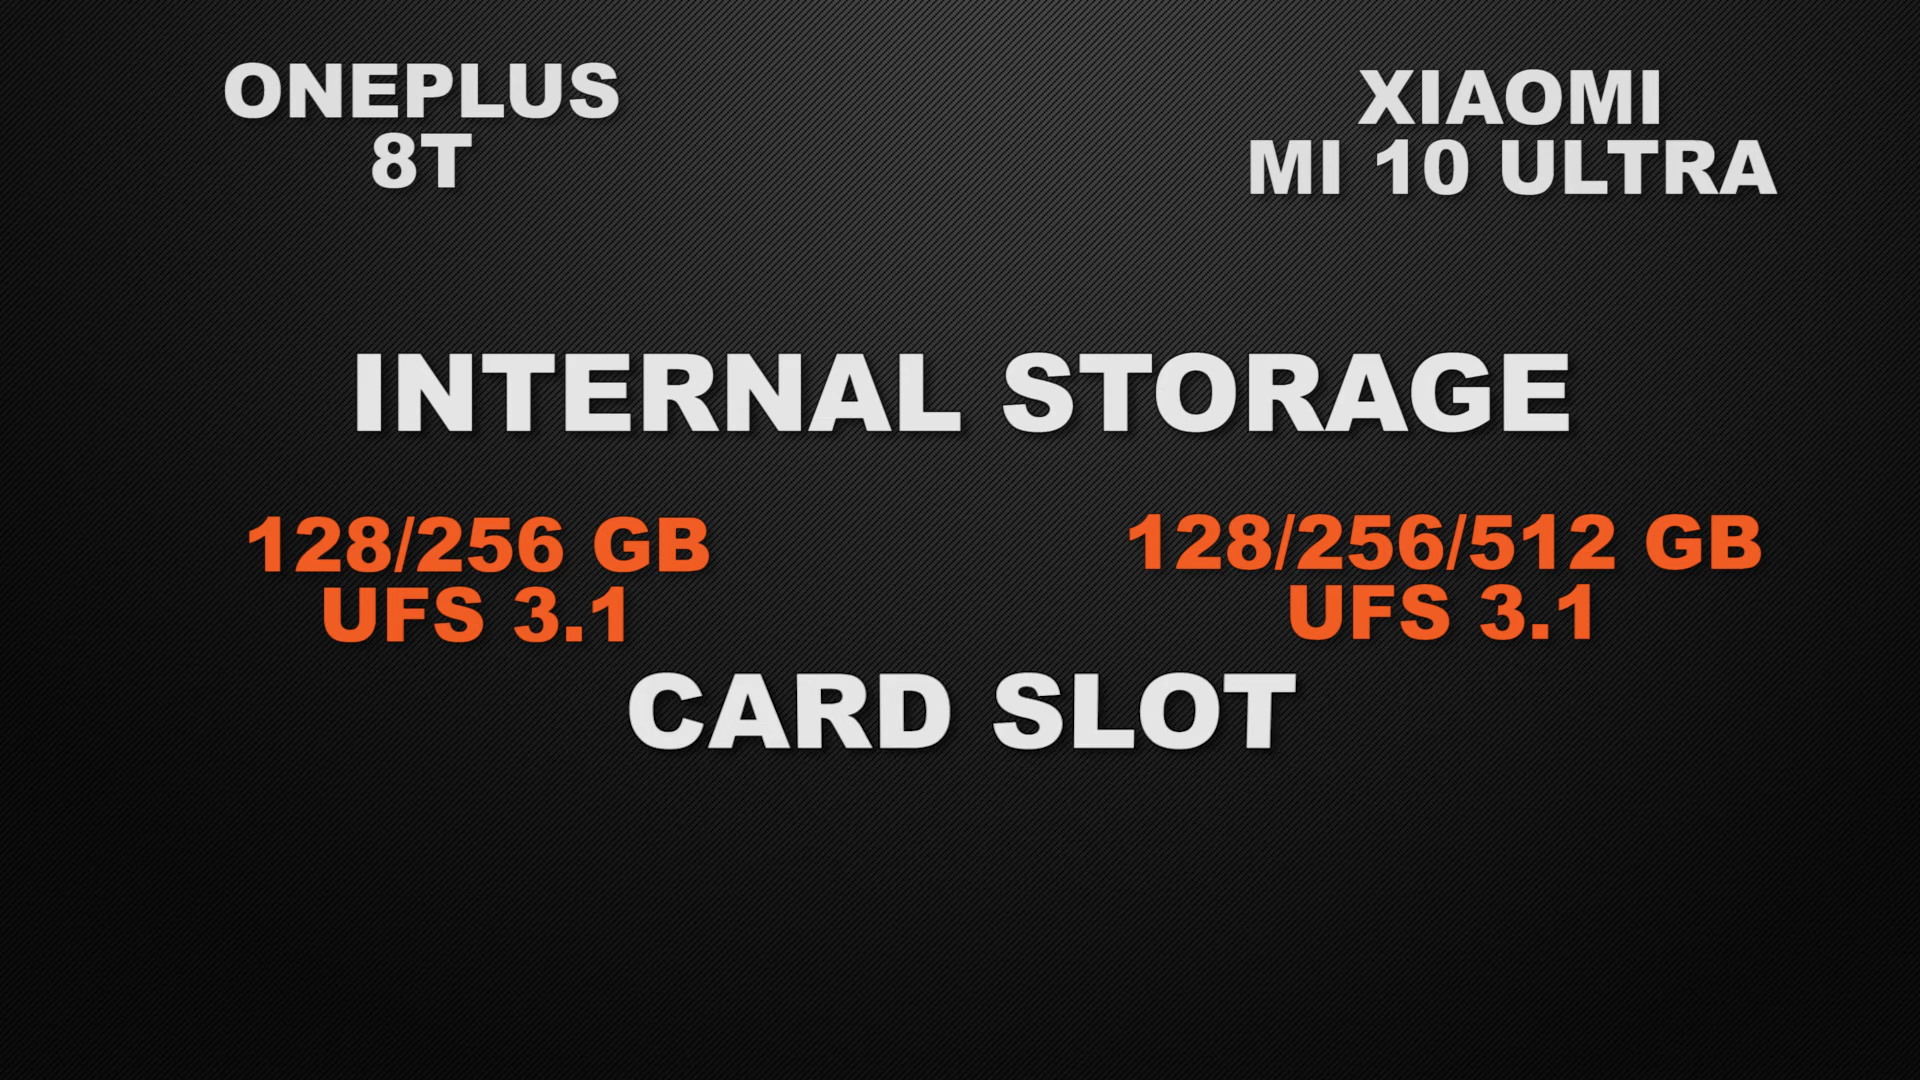 ONEPLUS
8T
XIAOMI
MI 10 ULTRA
INTERNAL STORAGE
128/256 GB
UFS 3.1
128/256/512 GB
UFS 3.1
CARD SLOT